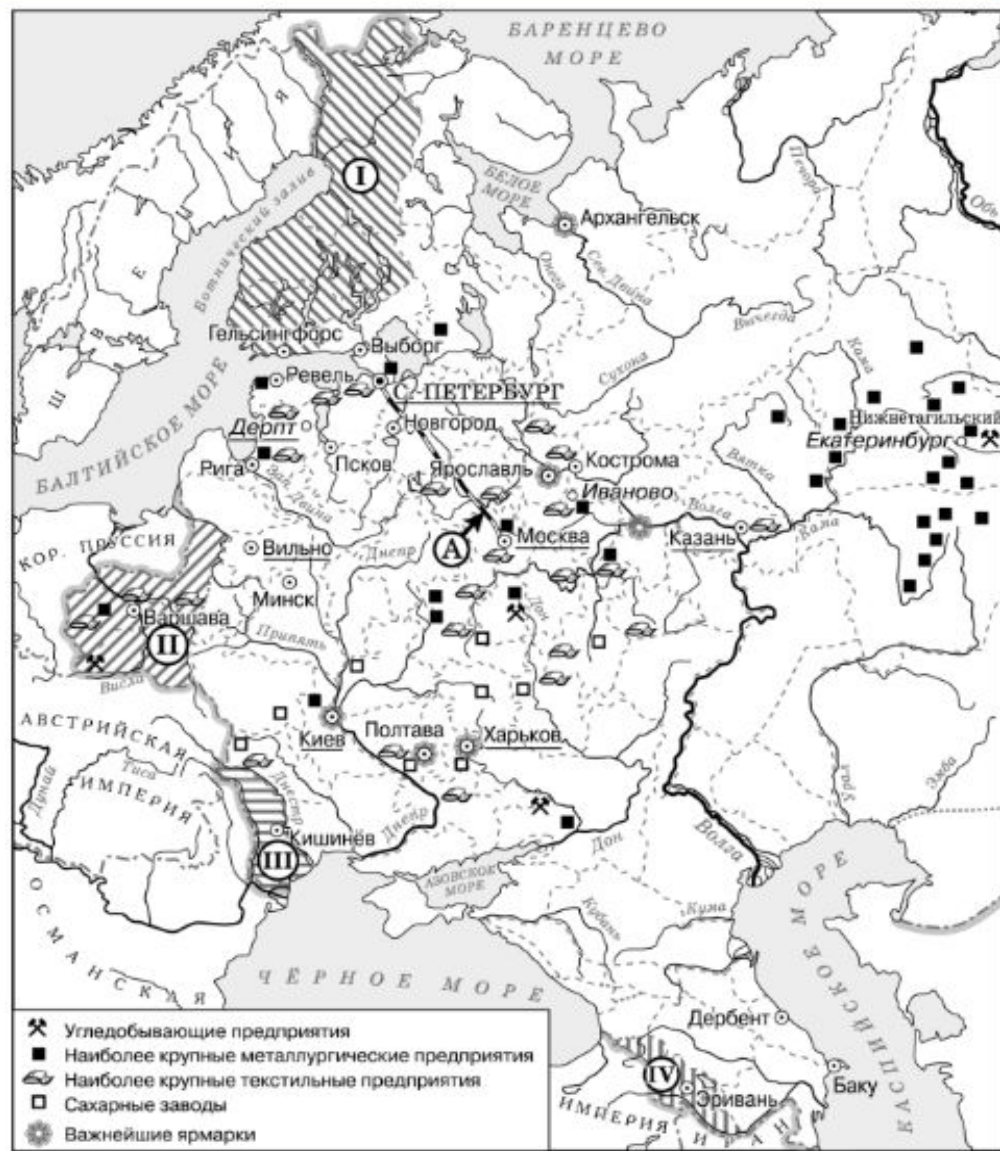 БАРЕНЦЕВО
МОРЕ
Печора
Обь
I
БЕЛОЕ
МОРЕ
Архангельск
Ботнический залив
ШВЕЦИЯ
Онега
Сев. Двина
Вычегда
Сухона
Кама
Гельсингфорс
Выборг
Ревель
С.-ПЕТЕРБУРГ
БАЛТИЙСКОЕ МОРЕ
Дерпт
Новгород
Нижнетагильский
Екатеринбург
Рига
Псков
Ярославль
Кострома
Вятка
Зап. Двина
Иваново
Волга
КОР. ПРУССИЯ
Вильно
Днепр
А
Москва
Казань
Кама
Минск
Дон
Варшава
Припять
II
Висла
АВСТРИЙСКАЯ
ИМПЕРИЯ
Киев
Полтава
Харьков
Тиса
Дунай
Днестр
Урал
Эмба
Кишинёв
Днепр
III
Дон
Волга
АЗОВСКОЕ
МОРЕ
ОСМАНСКАЯ
Кубань
Кума
ЧЁРНОЕ МОРЕ
КАСПИЙСКОЕ МОРЕ
Дербент
IV
Эривань
Баку
ИМПЕРИЯ
ИРАН
Угледобывающие предприятия
Наиболее крупные металлургические предприятия
Наиболее крупные текстильные предприятия
Сахарные заводы
Важнейшие ярмарки